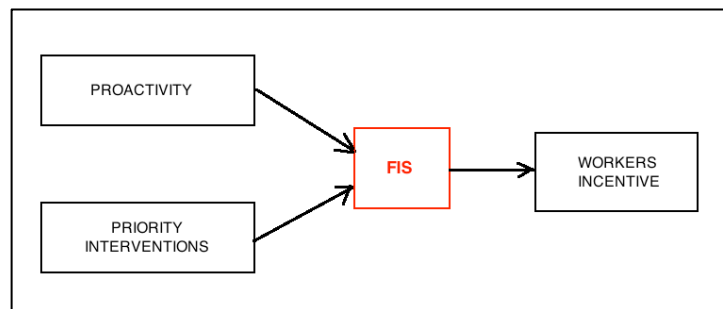 PROACTIVITY
PRIORITY
INTERVENTIONS
FIS
WORKERS
INCENTIVE